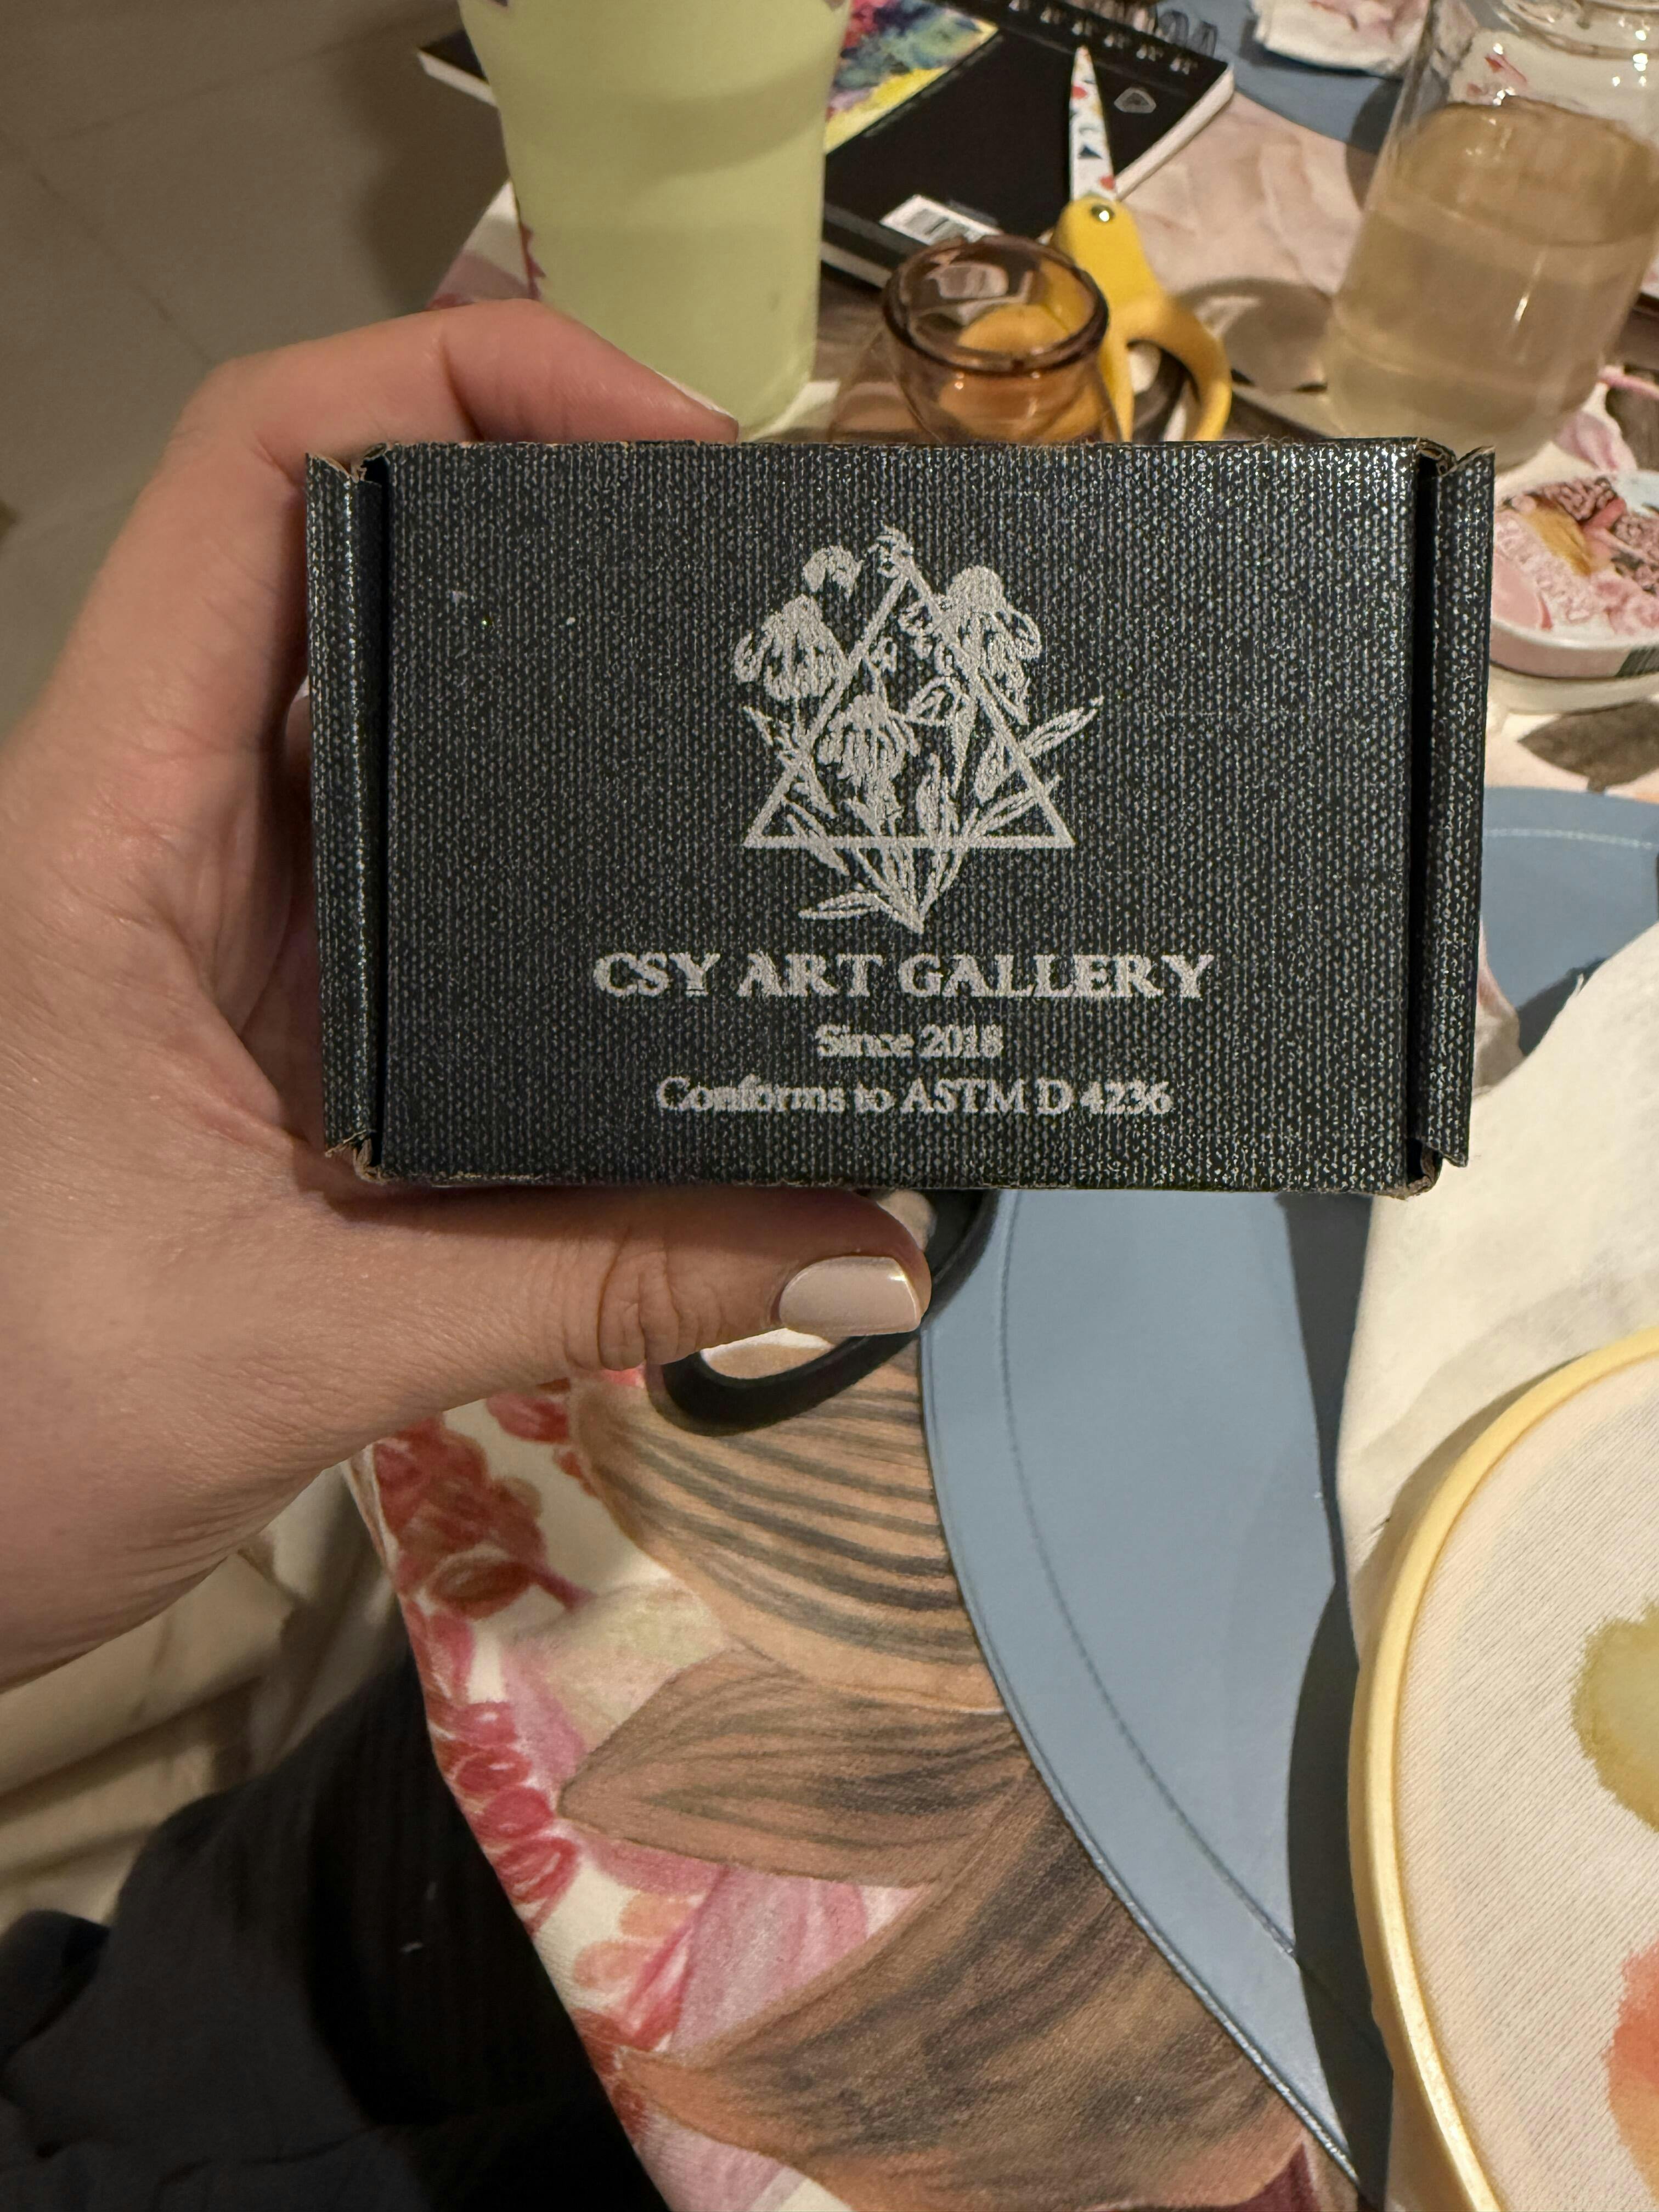 CSY ART GALLERY
Since 2018
Conforms to ASTM D 4236